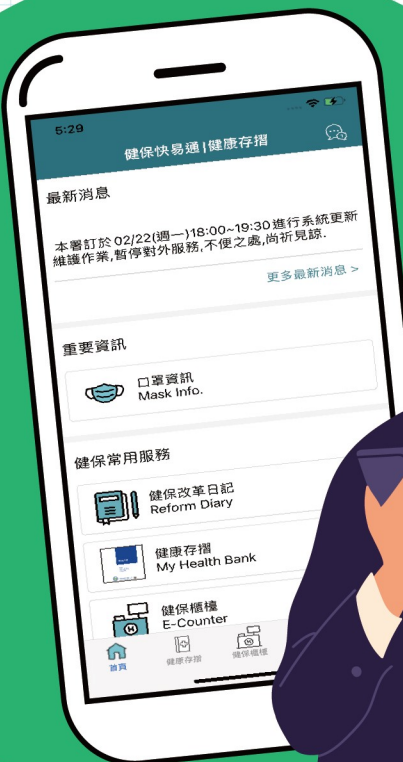 5:29
健保快易通|健康存摺
最新消息
本署訂於 02/22(週一)18:00~19:30 進行系統更新
維護作業,暫停對外服務,不便之處,尚祈見諒.
更多最新消息 >
重要資訊
口罩資訊
Mask Info.
健保常用服務
健保改革日記
Reform Diary
健康存摺
My Health Bank
健保櫃檯
E-Counter
首頁
健康存摺
健保櫃檯